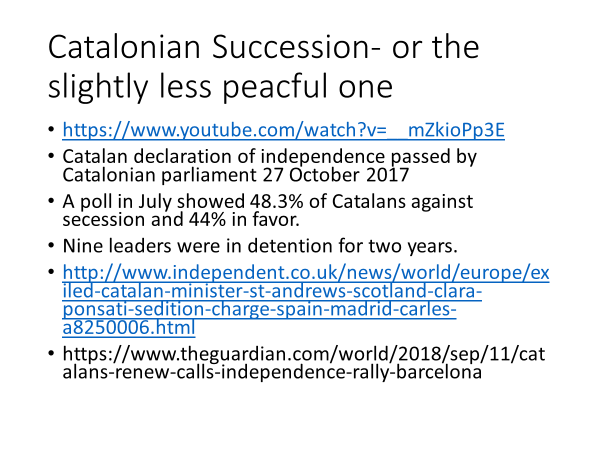 Catalonian Succession- or the
slightly less peacful one
• https://www.youtube.com/watch?v=__mZkioPp3E
• Catalan declaration of independence passed by
Catalonian parliament 27 October 2017
• A poll in July showed 48.3% of Catalans against
secession and 44% in favor.
• Nine leaders were in detention for two years.
• http://www.independent.co.uk/news/world/europe/ex
iled-catalan-minister-st-andrews-scotland-clara-
ponsati-sedition-charge-spain-madrid-carles-
a8250006.html
• https://www.theguardian.com/world/2018/sep/11/cat
alans-renew-calls-independence-rally-barcelona